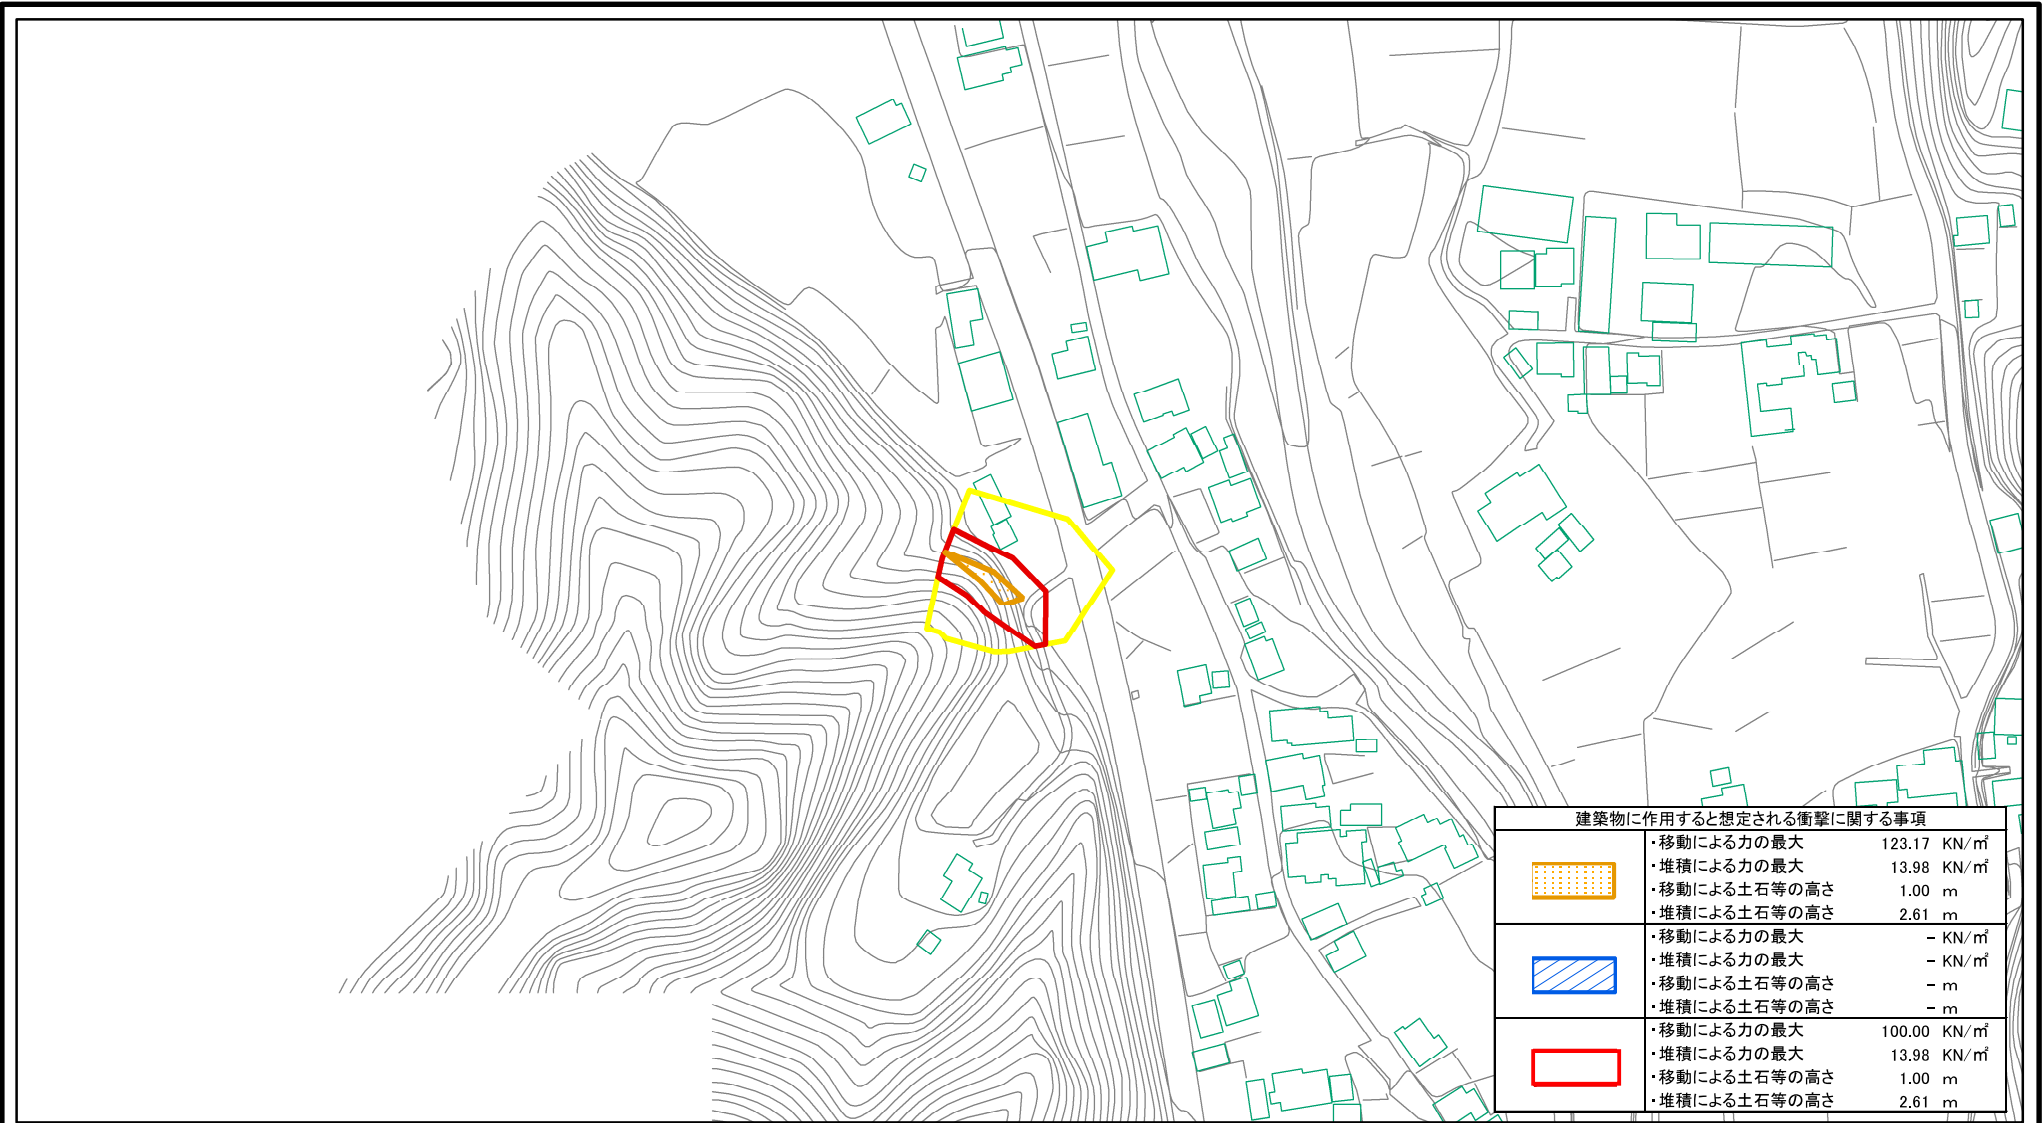 建築物に作用すると想定される衝撃に関する事項
・移動による力の最大 123.17 KN/㎡
・堆積による力の最大 13.98 KN/㎡
・移動による土石等の高さ 1.00 m
・堆積による土石等の高さ 2.61 m
・移動による力の最大 - KN/㎡
・堆積による力の最大 - KN/㎡
・移動による土石等の高さ - m
・堆積による土石等の高さ - m
・移動による力の最大 100.00 KN/㎡
・堆積による力の最大 13.98 KN/㎡
・移動による土石等の高さ 1.00 m
・堆積による土石等の高さ 2.61 m